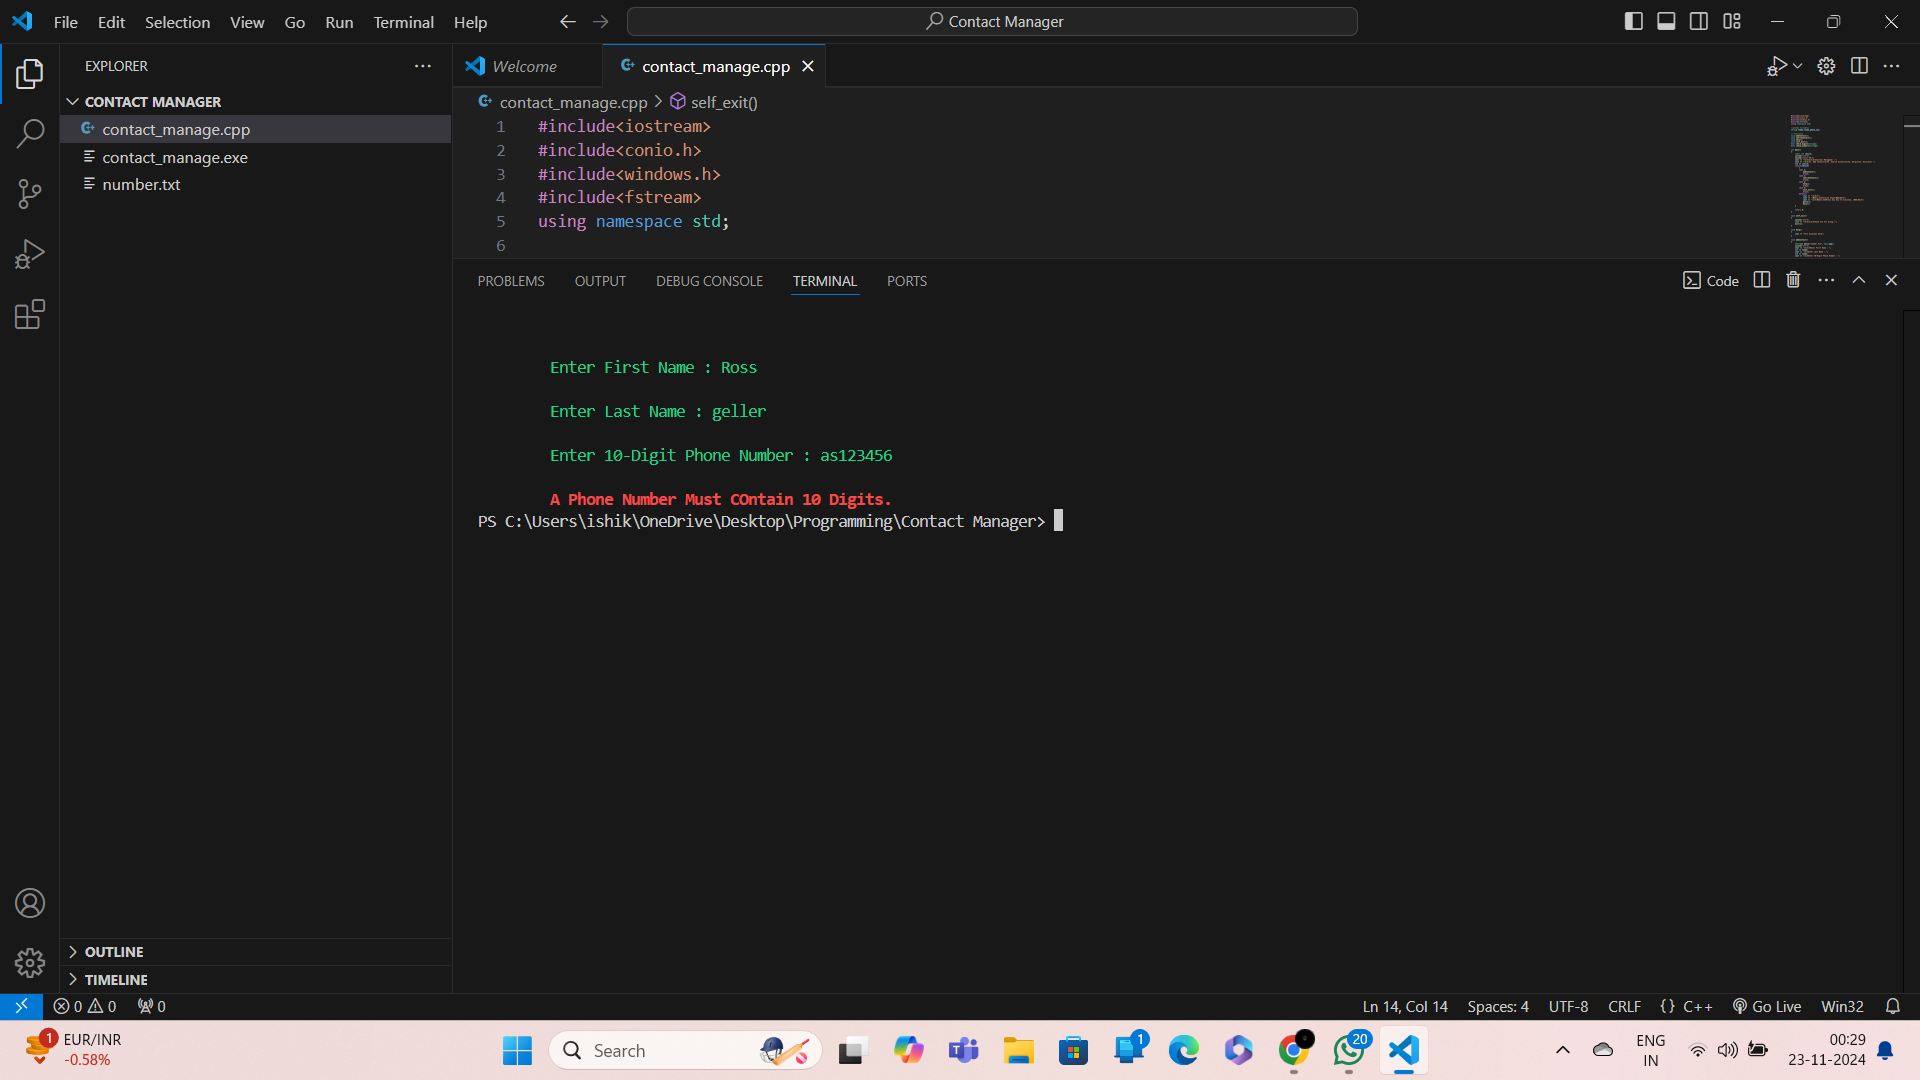 File Edit Selection View Go Run Terminal Help
Contact Manager
EXPLORER
CONTACT MANAGER
contact_manage.cpp
contact_manage.exe
number.txt
OUTLINE
TIMELINE
Welcome
contact_manage.cpp
contact_manage.cpp > self_exit()
1 #include<iostream>
2 #include<conio.h>
3 #include<windows.h>
4 #include<fstream>
5 using namespace std;
6
PROBLEMS OUTPUT DEBUG CONSOLE TERMINAL PORTS
Code
Enter First Name : Ross
Enter Last Name : geller
Enter 10-Digit Phone Number : as123456
A Phone Number Must COntain 10 Digits.
PS C:\Users\ishik\OneDrive\Desktop\Programming\Contact Manager>
0 0 0
Ln 14, Col 14 Spaces: 4 UTF-8 CRLF {} C++ Go Live Win32
1
EUR/INR
-0.58%
Search
1
20
ENG
IN
00:29
23-11-2024